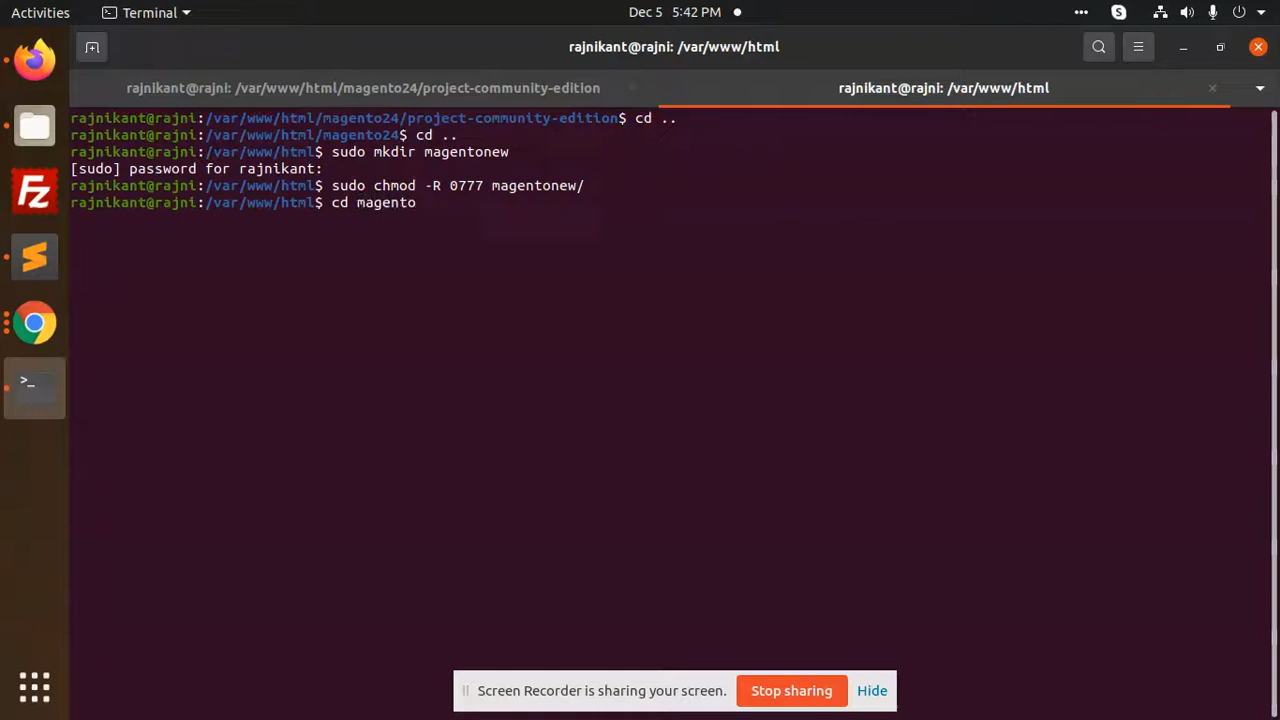 Activities
Terminal
Dec 5 5:42 PM
rajnikant@rajni: /var/www/html
rajnikant@rajni: /var/www/html/magento24/project-community-edition
rajnikant@rajni: /var/www/html
rajnikant@rajni:/var/www/html/magento24/project-community-edition$ cd ..
rajnikant@rajni:/var/www/html/magento24$ cd ..
rajnikant@rajni:/var/www/html$ sudo mkdir magentonew
[sudo] password for rajnikant:
rajnikant@rajni:/var/www/html$ sudo chmod -R 0777 magentonew/
rajnikant@rajni:/var/www/html$ cd magento
Screen Recorder is sharing your screen.
Stop sharing
Hide